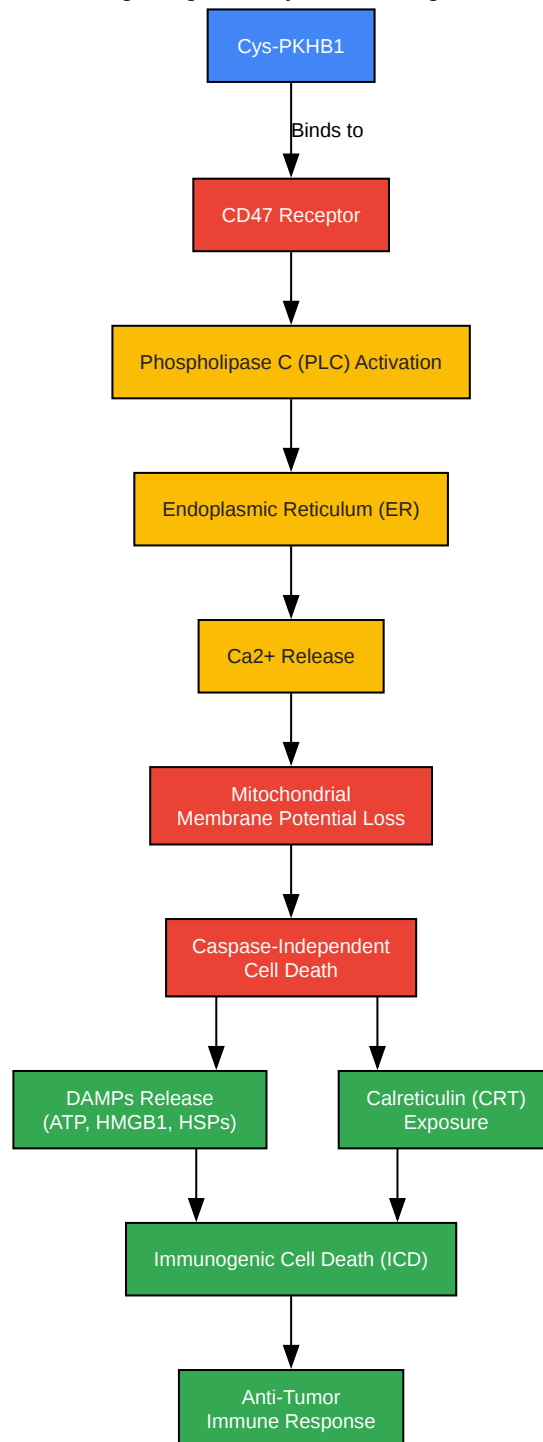 Cys-PKHB1
Binds to
CD47 Receptor
Phospholipase C (PLC) Activation
Endoplasmic Reticulum (ER)
Ca2+ Release
Mitochondrial
Membrane Potential Loss
Caspase-Independent
Cell Death
DAMPs Release
(ATP, HMGB1, HSPs)
Calreticulin (CRT)
Exposure
Immunogenic Cell Death (ICD)
Anti-Tumor
Immune Response